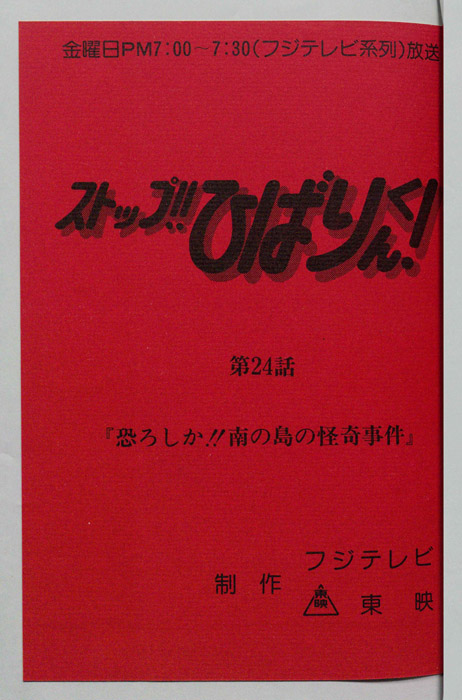 金曜日PM7:00～7:30(フジテレビ系列)放送
ストップ!!ひばりくん!
第24話
『恐ろしか!!南の島の怪奇事件』
制作
フジテレビ
東映 東映